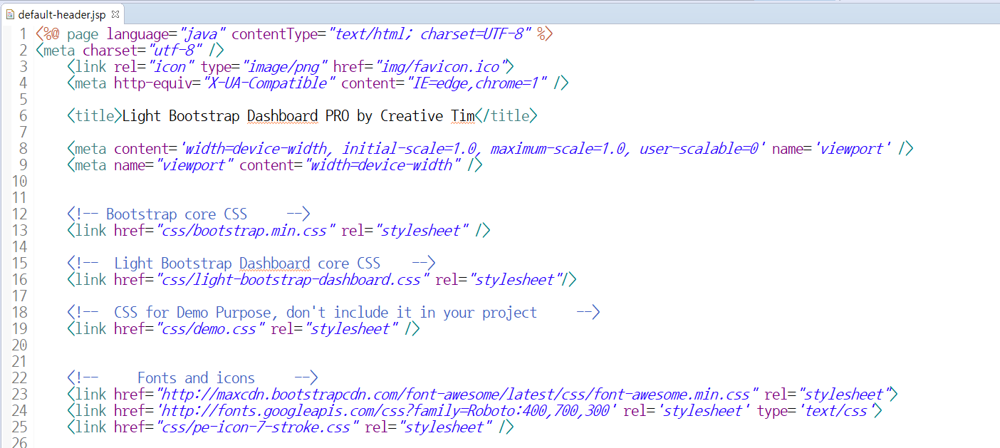 default-header.jsp
1 <%@ page language="java" contentType="text/html; charset=UTF-8" %>
2 <meta charset="utf-8" />
3     <link rel="icon" type="image/png" href="img/favicon.ico">
4     <meta http-equiv="X-UA-Compatible" content="IE=edge,chrome=1" />
5
6     <title>Light Bootstrap Dashboard PRO by Creative Tim</title>
7
8     <meta content='width=device-width, initial-scale=1.0, maximum-scale=1.0, user-scalable=0' name='viewport' />
9     <meta name="viewport" content="width=device-width" />
10
11
12     <!-- Bootstrap core CSS     -->
13     <link href="css/bootstrap.min.css" rel="stylesheet" />
14
15     <!--  Light Bootstrap Dashboard core CSS    -->
16     <link href="css/light-bootstrap-dashboard.css" rel="stylesheet"/>
17
18     <!--  CSS for Demo Purpose, don't include it in your project     -->
19     <link href="css/demo.css" rel="stylesheet" />
20
21
22     <!--     Fonts and icons     -->
23     <link href="http://maxcdn.bootstrapcdn.com/font-awesome/latest/css/font-awesome.min.css" rel="stylesheet">
24     <link href='http://fonts.googleapis.com/css?family=Roboto:400,700,300' rel='stylesheet' type='text/css'>
25     <link href="css/pe-icon-7-stroke.css" rel="stylesheet" />
26